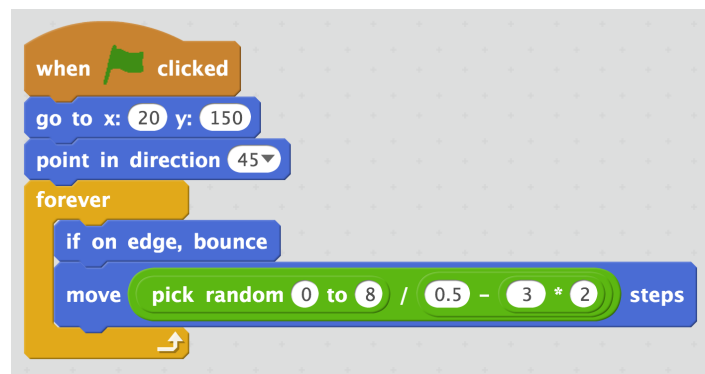 when clicked
go to x: 20 y: 150
point in direction 45
forever
if on edge, bounce
move pick random 0 to 8 / 0.5 - 3 * 2 steps